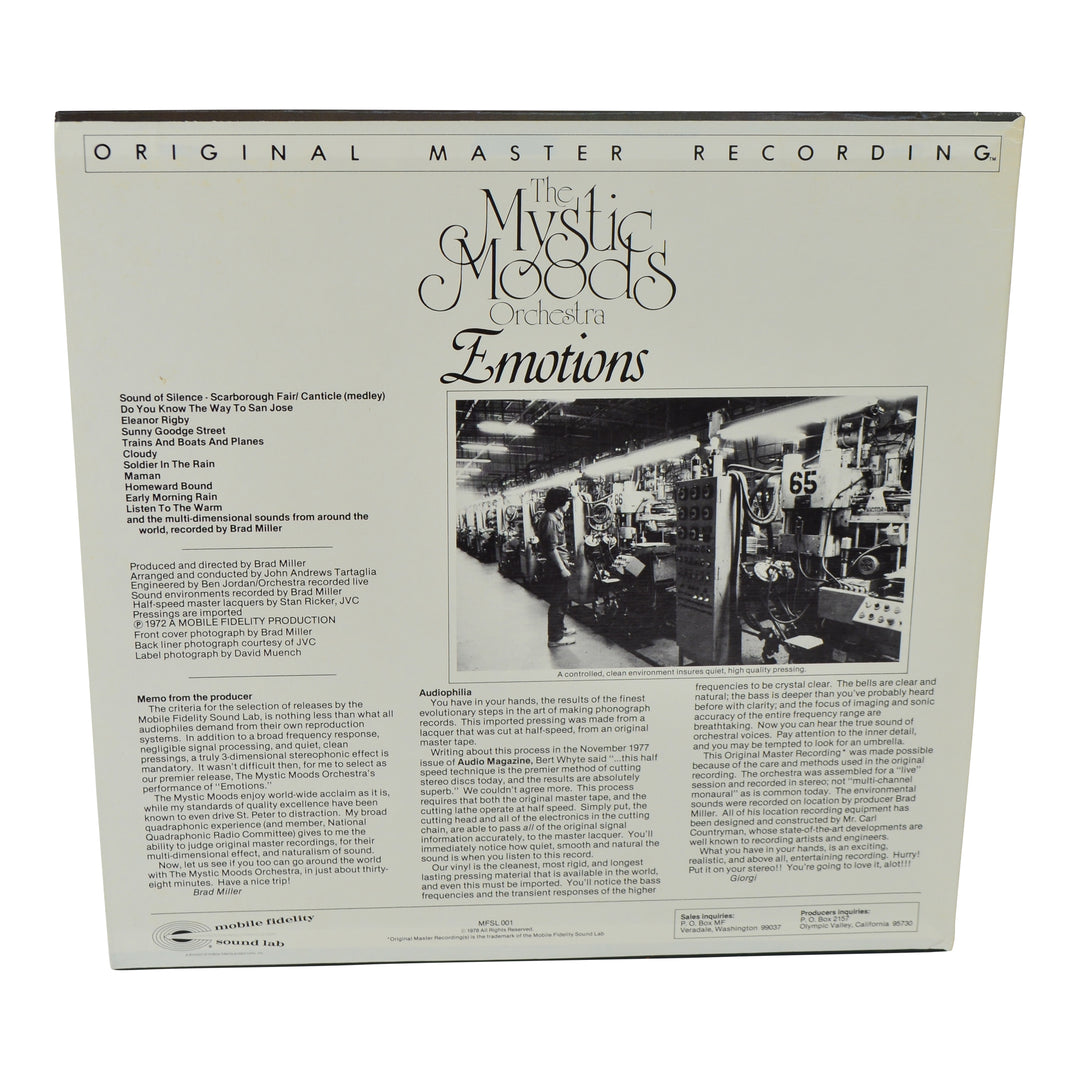 ORIGINAL MASTER RECORDING™
The
Mystic
Moods
Orchestra
Emotions
Sound of Silence - Scarborough Fair/ Canticle (medley)
Do You Know The Way To San Jose
Eleanor Rigby
Sunny Goodge Street
Trains And Boats And Planes
Cloudy
Soldier In The Rain
Maman
Homeward Bound
Early Morning Rain
Listen To The Warm
and the multi-dimensional sounds from around the
world, recorded by Brad Miller
Produced and directed by Brad Miller
Arranged and conducted by John Andrews Tartaglia
Engineered by Ben Jordan/Orchestra recorded live
Sound environments recorded by Brad Miller
Half-speed master lacquers by Stan Ricker, JVC
Pressings are imported
℗ 1972 A MOBILE FIDELITY PRODUCTION
Front cover photograph by Brad Miller
Back liner photograph courtesy of JVC
Label photograph by David Muench
66
65
A controlled, clean environment insures quiet, high quality pressing.
Memo from the producer
The criteria for the selection of releases by the
Mobile Fidelity Sound Lab, is nothing less than what all
audiophiles demand from their own reproduction
systems. In addition to a broad frequency response,
negligible signal processing, and quiet, clean
pressings, a truly 3-dimensional stereophonic effect is
mandatory. It wasn't difficult then, for me to select as
our premier release, The Mystic Moods Orchestra's
performance of "Emotions."
The Mystic Moods enjoy world-wide acclaim as it is,
while my standards of quality excellence have been
known to even drive St. Peter to distraction. My broad
quadraphonic experience (and member, National
Quadraphonic Radio Committee) gives to me the
ability to judge original master recordings, for their
multi-dimensional effect, and naturalism of sound.
Now, let us see if you too can go around the world
with The Mystic Moods Orchestra, in just about thirty-
eight minutes. Have a nice trip!
Brad Miller
Audiophilia
You have in your hands, the results of the finest
evolutionary steps in the art of making phonograph
records. This imported pressing was made from a
lacquer that was cut at half-speed, from an original
master tape.
Writing about this process in the November 1977
issue of Audio Magazine, Bert Whyte said "...this half
speed technique is the premier method of cutting
stereo discs today, and the results are absolutely
superb." We couldn't agree more. This process
requires that both the original master tape, and the
cutting lathe operate at half speed. Simply put, the
cutting head and all of the electronics in the cutting
chain, are able to pass all of the original signal
information accurately, to the master lacquer. You'll
immediately notice how quiet, smooth and natural the
sound is when you listen to this record.
Our vinyl is the cleanest, most rigid, and longest
lasting pressing material that is available in the world,
and even this must be imported. You'll notice the bass
frequencies and the transient responses of the higher
frequencies to be crystal clear. The bells are clear and
natural; the bass is deeper than you've probably heard
before with clarity; and the focus of imaging and sonic
accuracy of the entire frequency range are
breathtaking. Now you can hear the true sound of
orchestral voices. Pay attention to the inner detail,
and you may be tempted to look for an umbrella.
This Original Master Recording* was made possible
because of the care and methods used in the original
recording. The orchestra was assembled for a "live"
session and recorded in stereo; not "multi-channel
monaural" as is common today. The environmental
sounds were recorded on location by producer Brad
Miller. All of his location recording equipment has
been designed and constructed by Mr. Carl
Countryman, whose state-of-the-art developments are
well known to recording artists and engineers.
What you have in your hands, is an exciting,
realistic, and above all, entertaining recording. Hurry!
Put it on your stereo!! You're going to love it, alot!!!
Giorgi
mobile fidelity
sound lab
®
MFSL 001
© 1978 All Rights Reserved.
*Original Master Recording(s) is the trademark of the Mobile Fidelity Sound Lab.
Sales inquiries:
P. O. Box MF
Veradale, Washington 99037
Producers inquiries:
P. O. Box 2157
Olympic Valley, California 95730